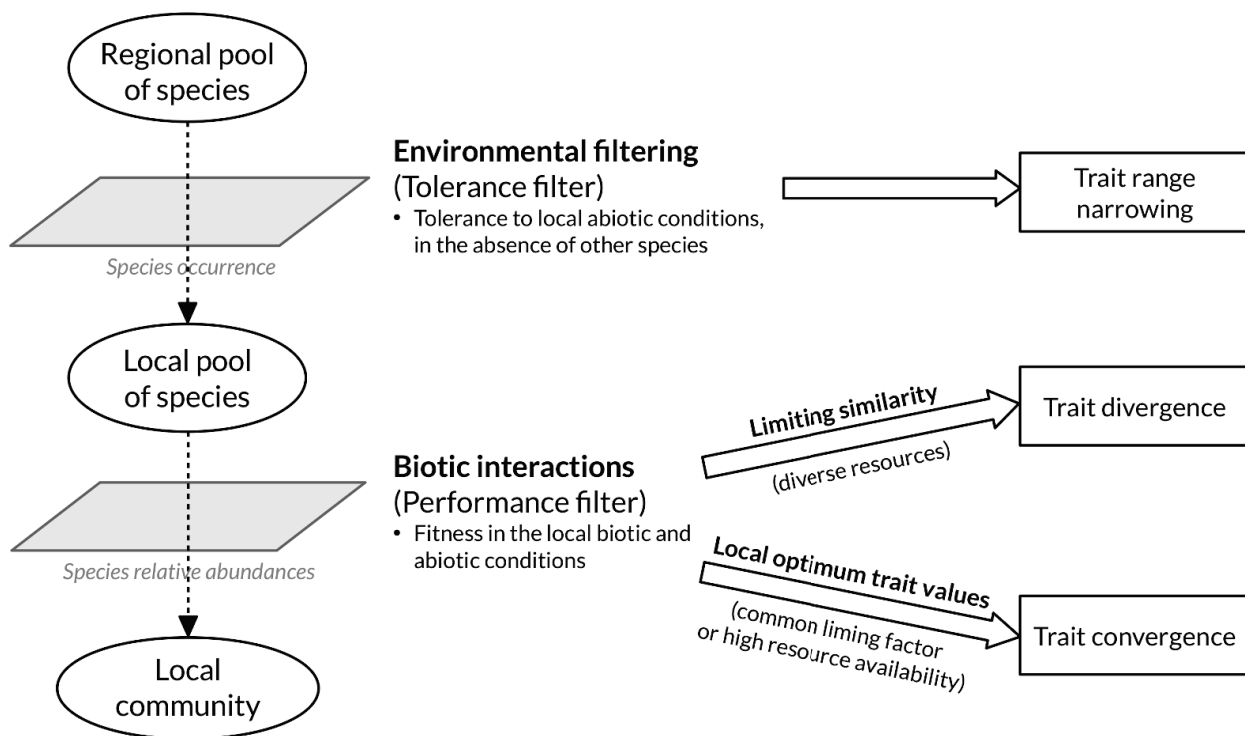 Regional pool
of species
Environmental filtering
(Tolerance filter)
• Tolerance to local abiotic conditions,
in the absence of other species
Trait range
narrowing
Species occurrence
Local pool
of species
Limiting similarity
(diverse resources)
Trait divergence
Biotic interactions
(Performance filter)
• Fitness in the local biotic and
abiotic conditions
Species relative abundances
Local optimum trait values
(common liming factor
or high resource availability)
Trait convergence
Local
community